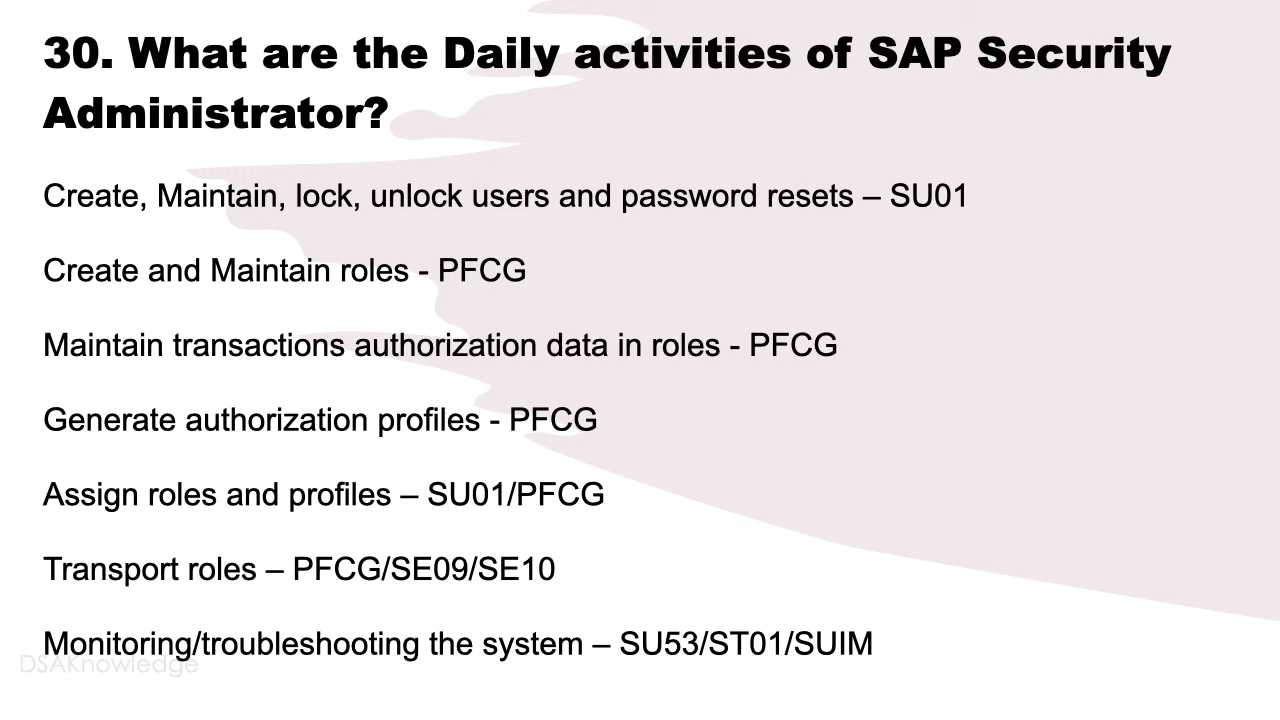 30. What are the Daily activities of SAP Security
Administrator?
Create, Maintain, lock, unlock users and password resets – SU01
Create and Maintain roles - PFCG
Maintain transactions authorization data in roles - PFCG
Generate authorization profiles - PFCG
Assign roles and profiles – SU01/PFCG
Transport roles – PFCG/SE09/SE10
Monitoring/troubleshooting the system – SU53/ST01/SUIM
DSAKnowledge